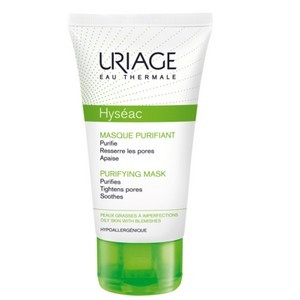 URIAGE
EAU THERMALE
Hyséac
MASQUE PURIFIANT
Purifie
Resserre les pores
Apaise
PURIFYING MASK
Purifies
Tightens pores
Soothes
PEAUX GRASSES À IMPERFECTIONS
OILY SKIN WITH BLEMISHES
HYPOALLERGÉNIQUE